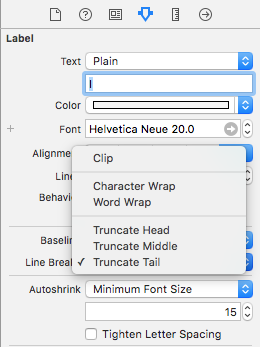 Label
Text Plain
l
Color
+ Font Helvetica Neue 20.0
Alignme
Line
Behavi
Clip
Character Wrap
Word Wrap
Truncate Head
Truncate Middle
✓ Truncate Tail
Baselin
Line Break
Autoshrink Minimum Font Size
15
Tighten Letter Spacing